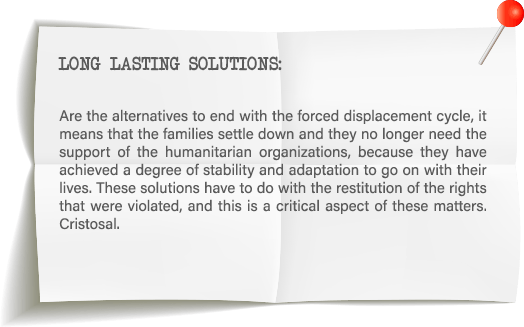 LONG LASTING SOLUTIONS:
Are the alternatives to end with the forced displacement cycle, it
means that the families settle down and they no longer need the
support of the humanitarian organizations, because they have
achieved a degree of stability and adaptation to go on with their
lives. These solutions have to do with the restitution of the rights
that were violated, and this is a critical aspect of these matters.
Cristosal.